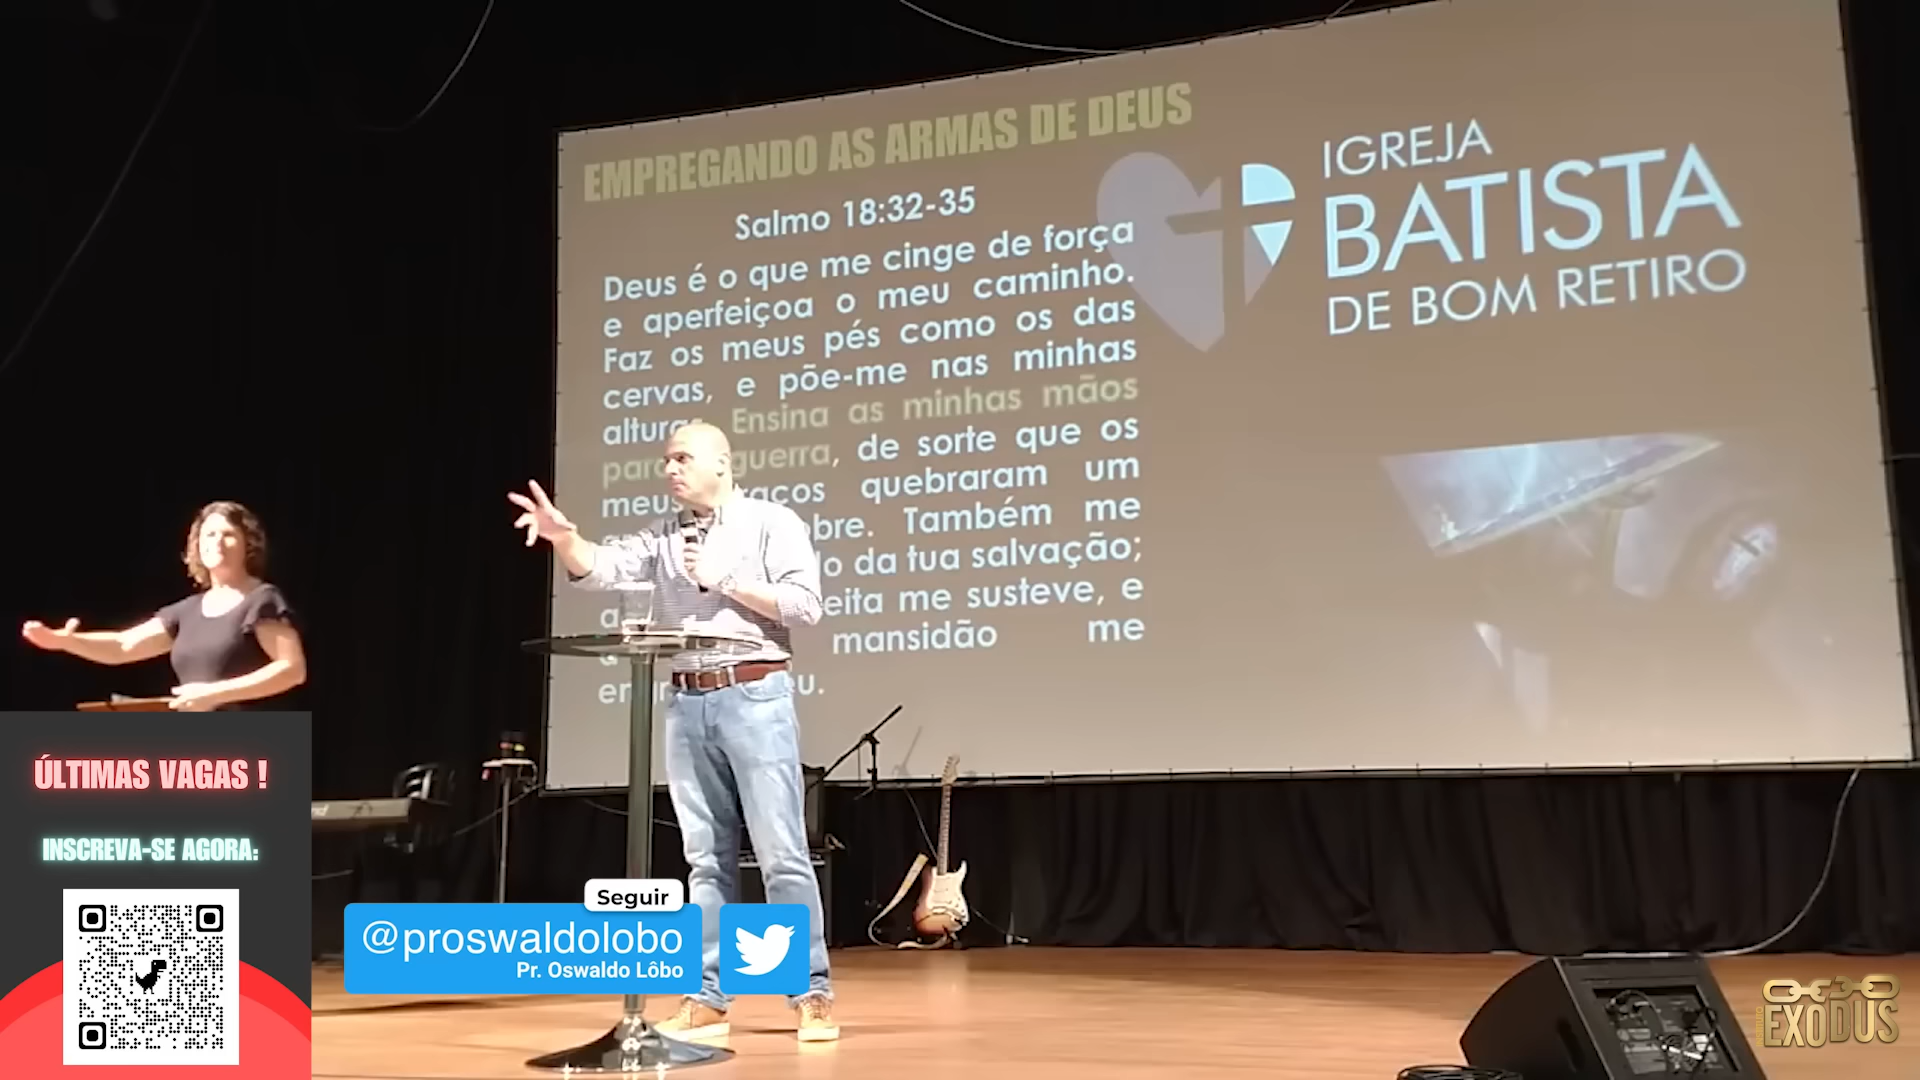 EMPREGANDO AS ARMAS DE DEUS
Salmo 18:32-35
Deus é o que me cinge de força
e aperfeiçoa o meu caminho.
Faz os meus pés como os das
cervas, e põe-me nas minhas
Ensina as minhas mãos
guerra, de sorte que os
meus quebraram um
Também me
da tua salvação;
me susteve, e
mansidão me
IGREJA
BATISTA
DE BOM RETIRO
ÚLTIMAS VAGAS !
INSCREVA-SE AGORA:
Seguir
@proswaldolobo
Pr. Oswaldo Lôbo
EXODUS